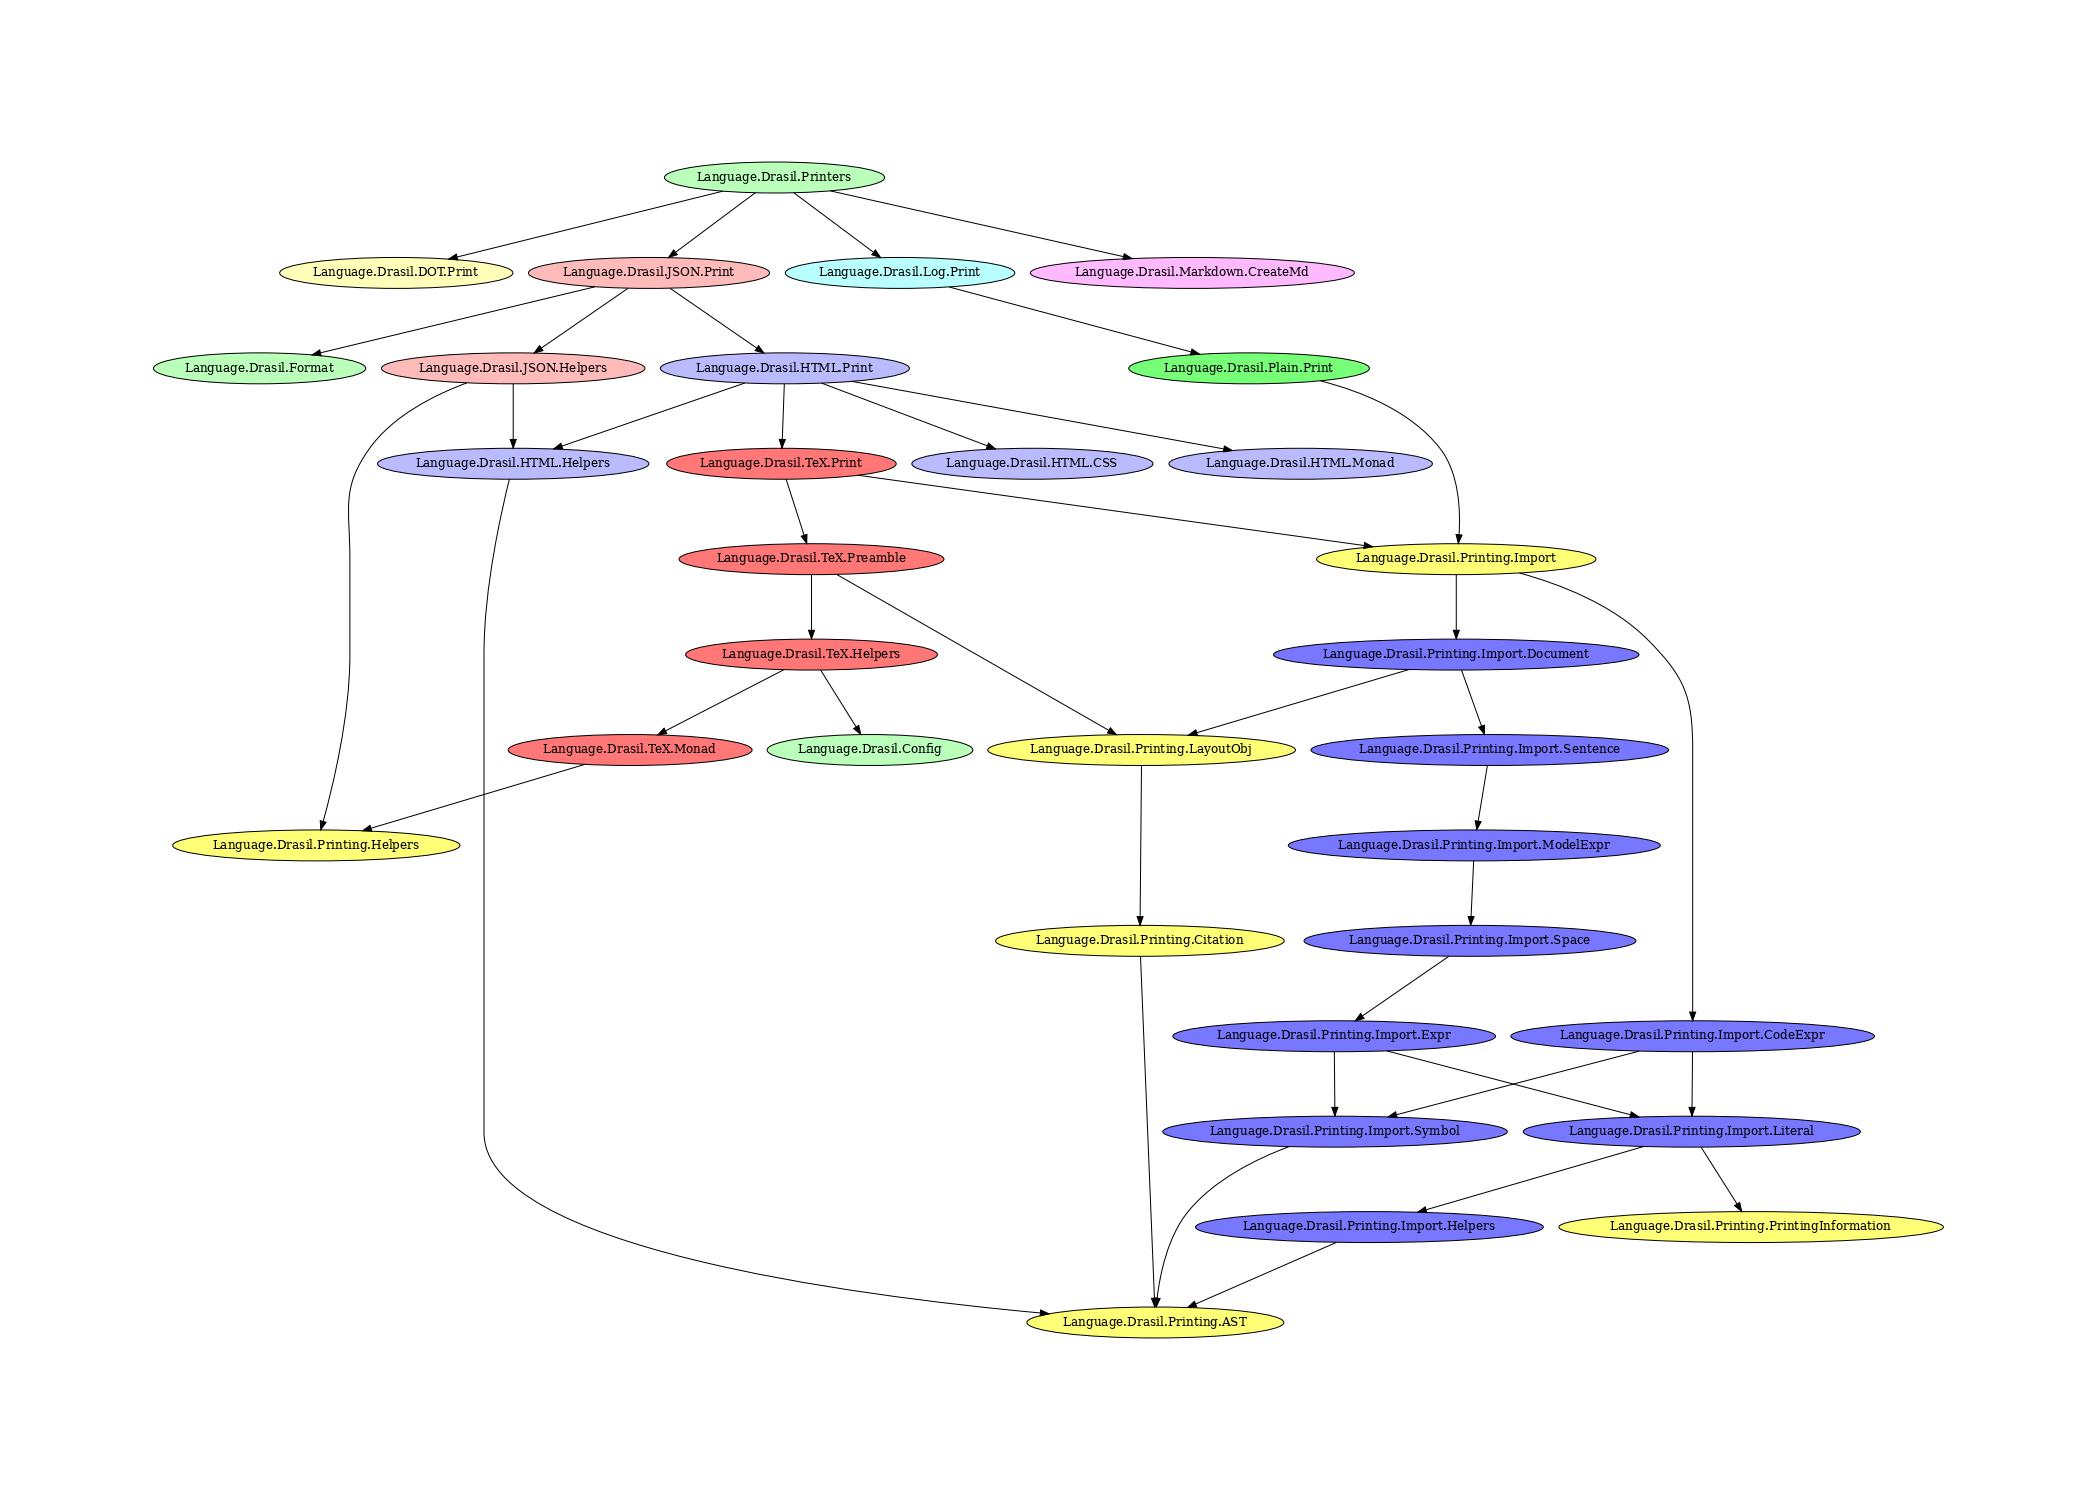 Language.Drasil.Printers
Language.Drasil.DOT.Print
Language.Drasil.JSON.Print
Language.Drasil.Log.Print
Language.Drasil.Markdown.CreateMd
Language.Drasil.Format
Language.Drasil.JSON.Helpers
Language.Drasil.HTML.Print
Language.Drasil.Plain.Print
Language.Drasil.HTML.Helpers
Language.Drasil.TeX.Print
Language.Drasil.HTML.CSS
Language.Drasil.HTML.Monad
Language.Drasil.TeX.Preamble
Language.Drasil.Printing.Import
Language.Drasil.TeX.Helpers
Language.Drasil.Printing.Import.Document
Language.Drasil.TeX.Monad
Language.Drasil.Config
Language.Drasil.Printing.LayoutObj
Language.Drasil.Printing.Import.Sentence
Language.Drasil.Printing.Helpers
Language.Drasil.Printing.Import.ModelExpr
Language.Drasil.Printing.Citation
Language.Drasil.Printing.Import.Space
Language.Drasil.Printing.Import.Expr
Language.Drasil.Printing.Import.CodeExpr
Language.Drasil.Printing.Import.Symbol
Language.Drasil.Printing.Import.Literal
Language.Drasil.Printing.Import.Helpers
Language.Drasil.Printing.PrintingInformation
Language.Drasil.Printing.AST